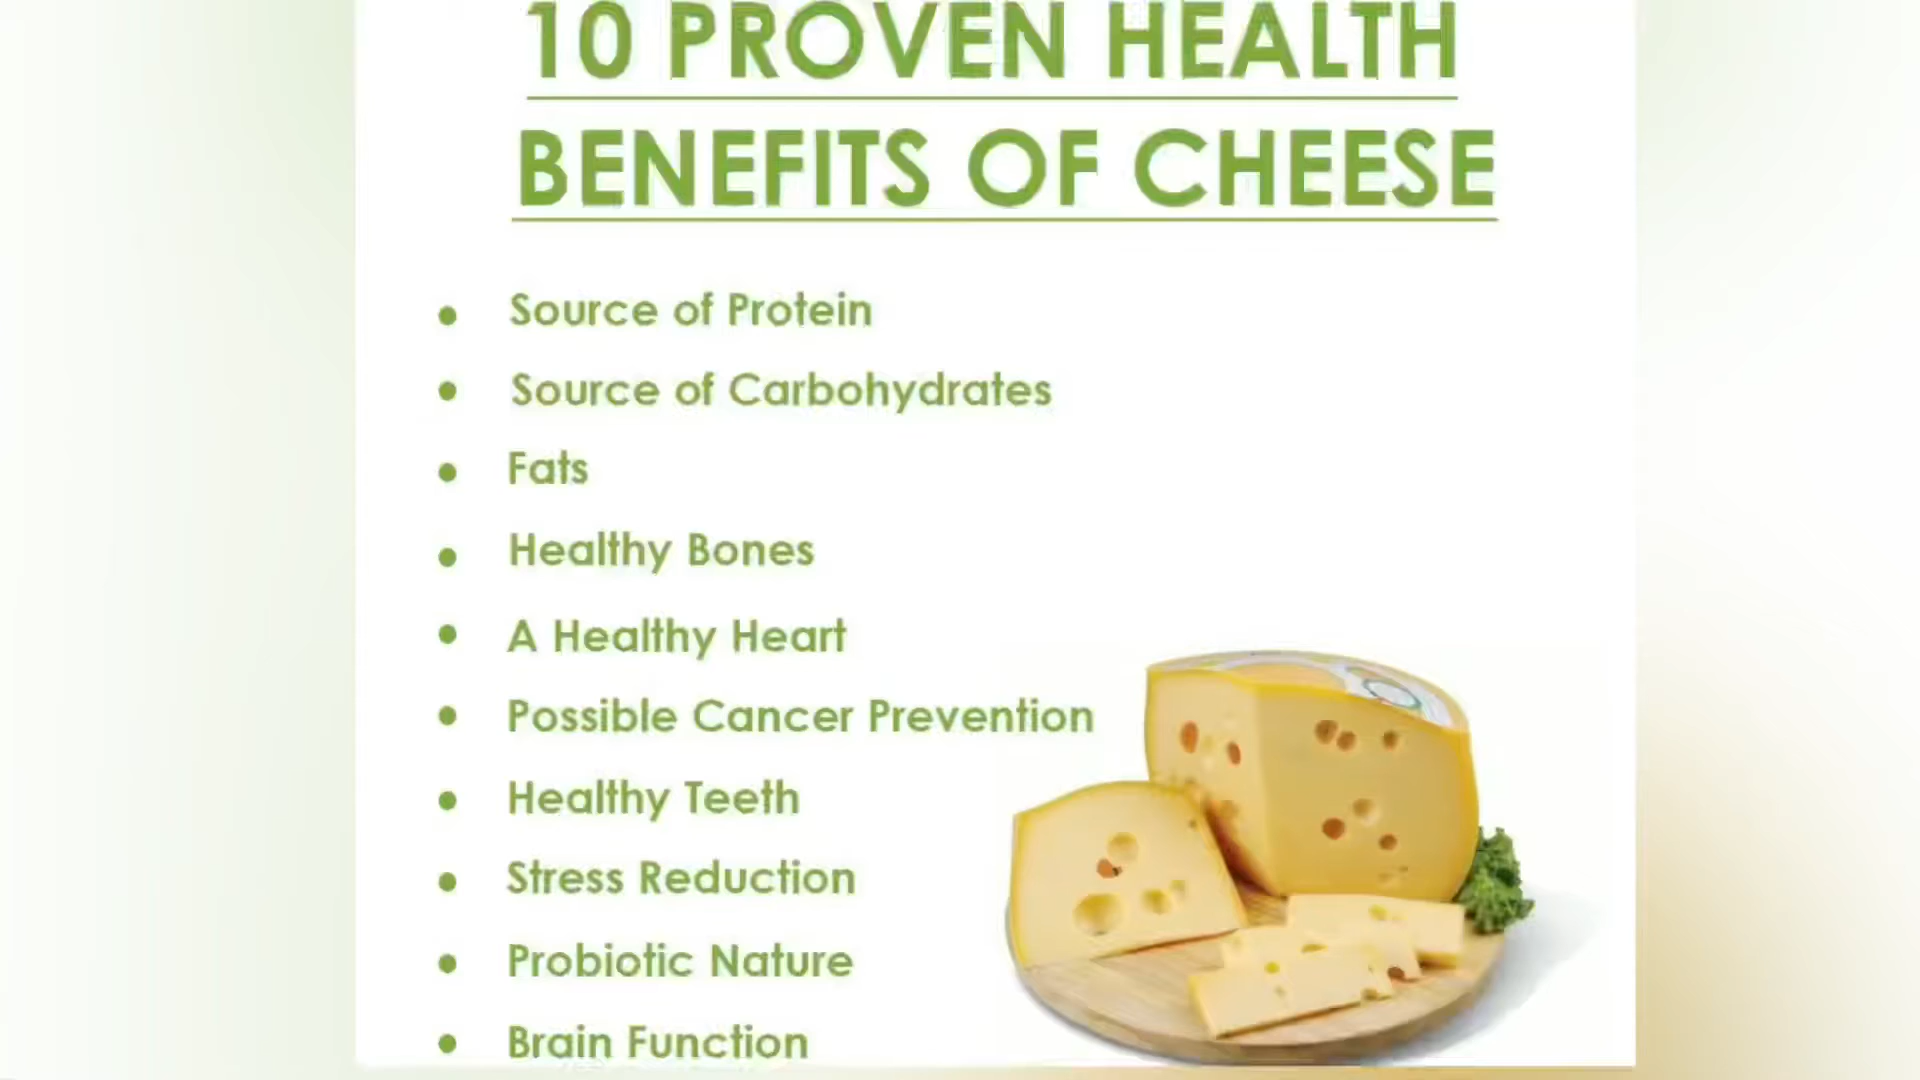 10 PROVEN HEALTH
BENEFITS OF CHEESE
• Source of Protein
• Source of Carbohydrates
• Fats
• Healthy Bones
• A Healthy Heart
• Possible Cancer Prevention
• Healthy Teeth
• Stress Reduction
• Probiotic Nature
• Brain Function